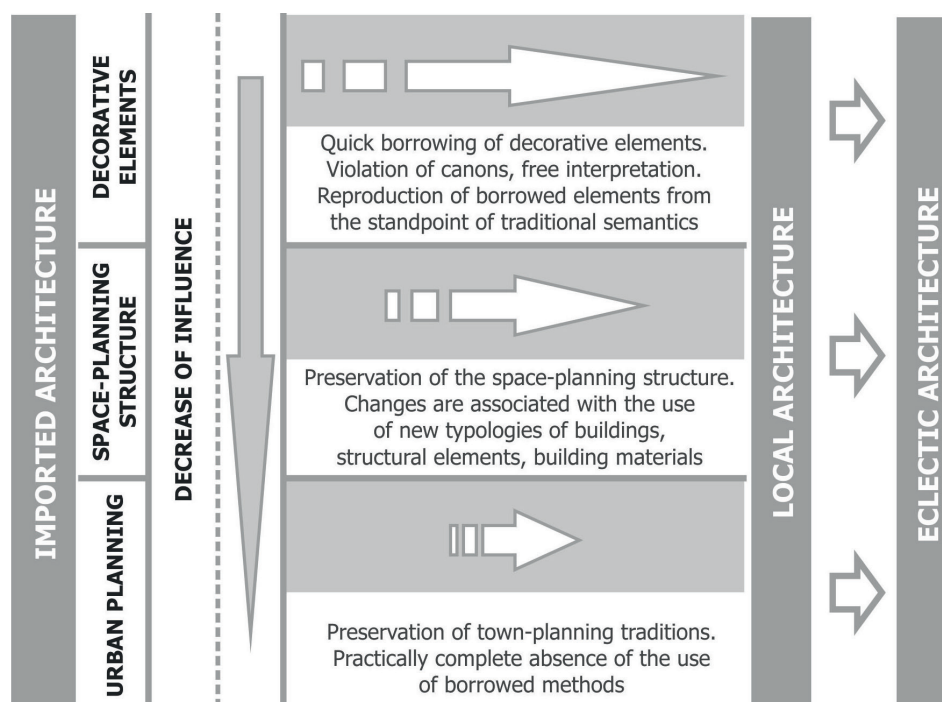 IMPORTED ARCHITECTURE
DECORATIVE
ELEMENTS
SPACE-PLANNING
STRUCTURE
URBAN PLANNING
DECREASE OF INFLUENCE
Quick borrowing of decorative elements.
Violation of canons, free interpretation.
Reproduction of borrowed elements from
the standpoint of traditional semantics
Preservation of the space-planning structure.
Changes are associated with the use
of new typologies of buildings,
structural elements, building materials
Preservation of town-planning traditions.
Practically complete absence of the use
of borrowed methods
LOCAL ARCHITECTURE
ECLECTIC ARCHITECTURE